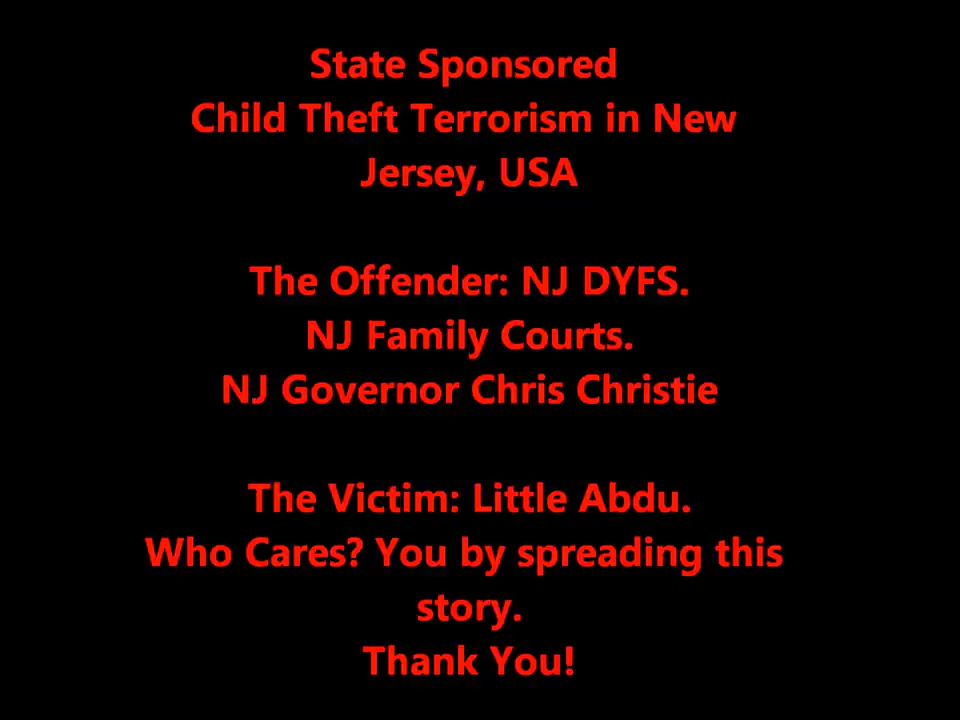 State Sponsored
Child Theft Terrorism in New
Jersey, USA
The Offender: NJ DYFS.
NJ Family Courts.
NJ Governor Chris Christie
The Victim: Little Abdu.
Who Cares? You by spreading this
story.
Thank You!